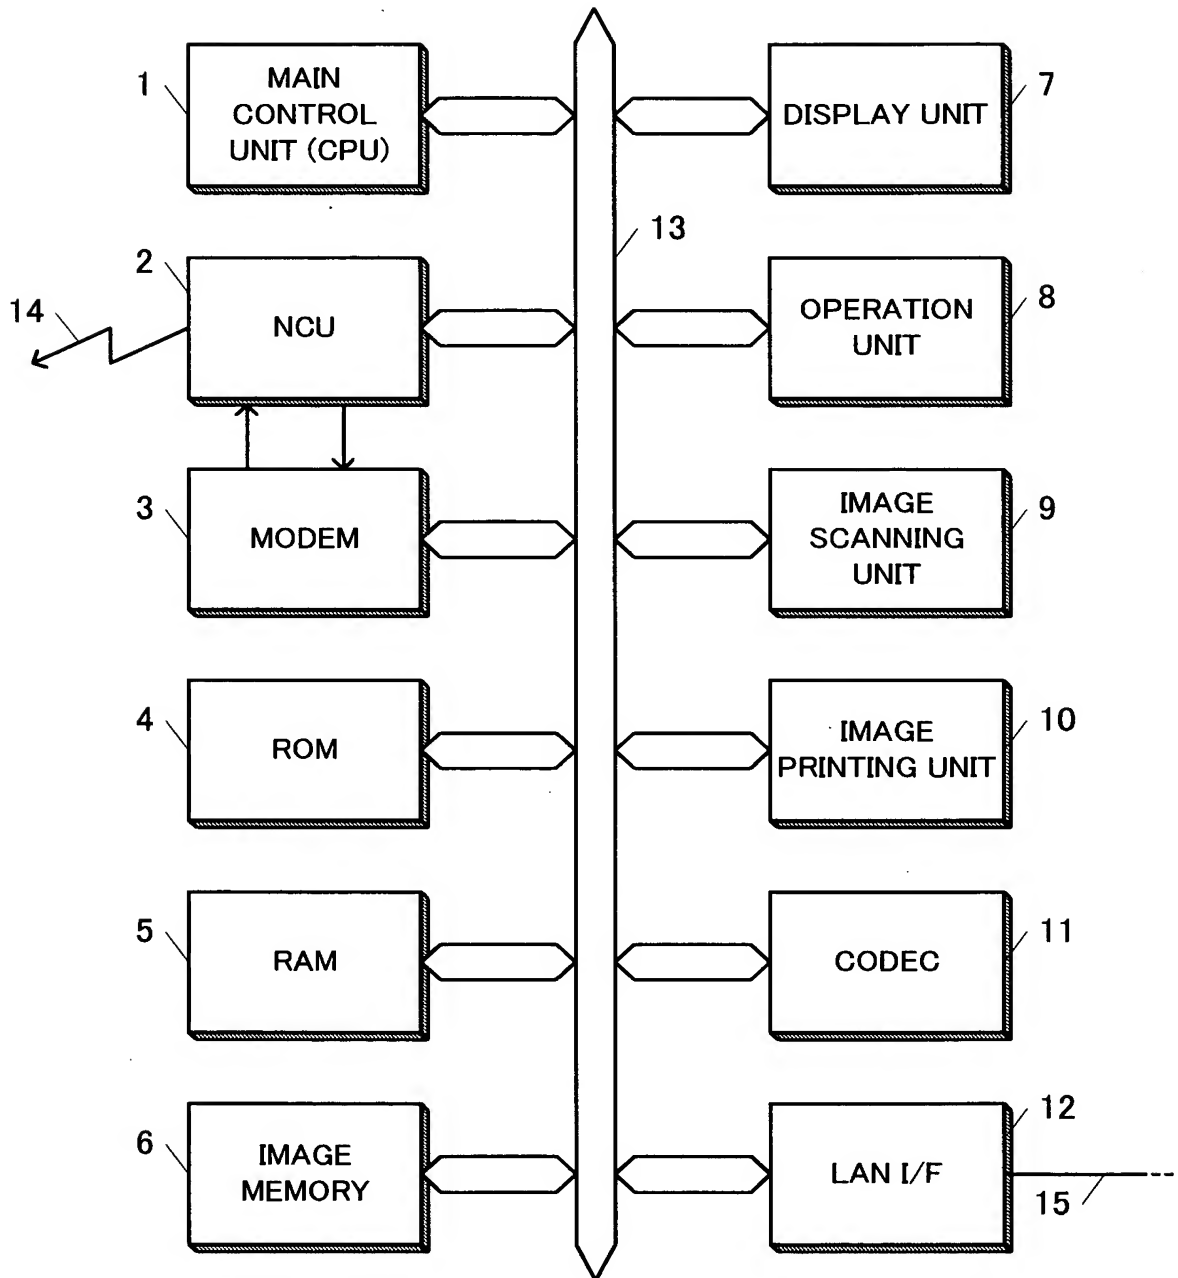 1
MAIN
CONTROL
UNIT (CPU)
DISPLAY UNIT
7
13
2
14
NCU
OPERATION
UNIT
8
3
MODEM
IMAGE
SCANNING
UNIT
9
4
ROM
IMAGE
PRINTING UNIT
10
5
RAM
CODEC
11
6
IMAGE
MEMORY
LAN I/F
12
15